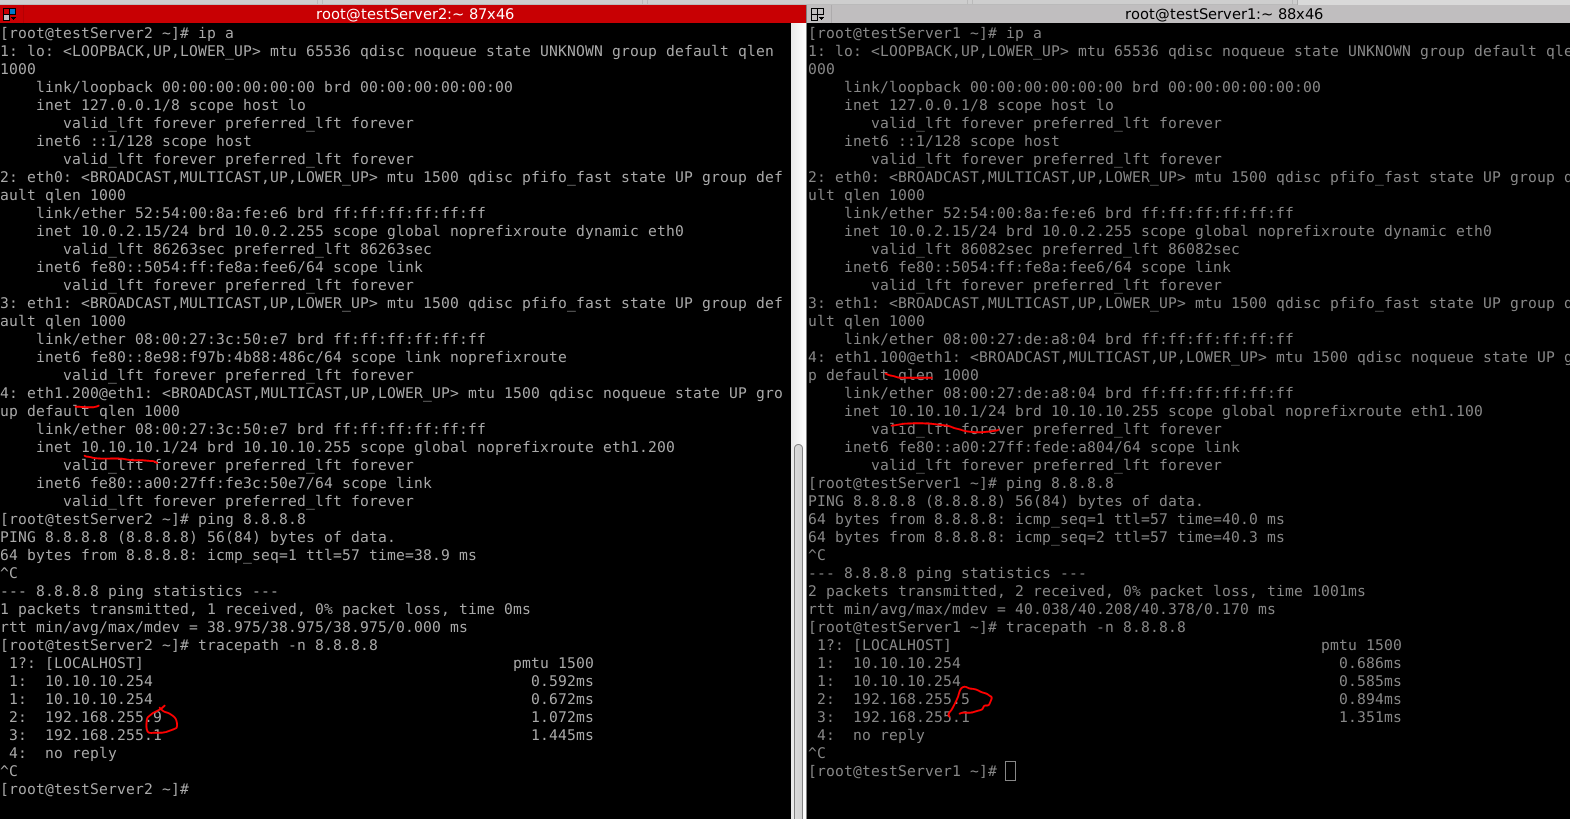 root@testServer2:~ 87x46
[root@testServer2 ~]# ip a
1: lo: <LOOPBACK,UP,LOWER_UP> mtu 65536 qdisc noqueue state UNKNOWN group default qlen
1000
    link/loopback 00:00:00:00:00:00 brd 00:00:00:00:00:00
    inet 127.0.0.1/8 scope host lo
       valid_lft forever preferred_lft forever
    inet6 ::1/128 scope host
       valid_lft forever preferred_lft forever
2: eth0: <BROADCAST,MULTICAST,UP,LOWER_UP> mtu 1500 qdisc pfifo_fast state UP group def
ault qlen 1000
    link/ether 52:54:00:8a:fe:e6 brd ff:ff:ff:ff:ff:ff
    inet 10.0.2.15/24 brd 10.0.2.255 scope global noprefixroute dynamic eth0
       valid_lft 86263sec preferred_lft 86263sec
    inet6 fe80::5054:ff:fe8a:fee6/64 scope link
       valid_lft forever preferred_lft forever
3: eth1: <BROADCAST,MULTICAST,UP,LOWER_UP> mtu 1500 qdisc pfifo_fast state UP group def
ault qlen 1000
    link/ether 08:00:27:3c:50:e7 brd ff:ff:ff:ff:ff:ff
    inet6 fe80::8e98:f97b:4b88:486c/64 scope link noprefixroute
       valid_lft forever preferred_lft forever
4: eth1.200@eth1: <BROADCAST,MULTICAST,UP,LOWER_UP> mtu 1500 qdisc noqueue state UP gro
up default qlen 1000
    link/ether 08:00:27:3c:50:e7 brd ff:ff:ff:ff:ff:ff
    inet 10.10.10.1/24 brd 10.10.10.255 scope global noprefixroute eth1.200
       valid_lft forever preferred_lft forever
    inet6 fe80::a00:27ff:fe3c:50e7/64 scope link
       valid_lft forever preferred_lft forever
[root@testServer2 ~]# ping 8.8.8.8
PING 8.8.8.8 (8.8.8.8) 56(84) bytes of data.
64 bytes from 8.8.8.8: icmp_seq=1 ttl=57 time=38.9 ms
^C
--- 8.8.8.8 ping statistics ---
1 packets transmitted, 1 received, 0% packet loss, time 0ms
rtt min/avg/max/mdev = 38.975/38.975/38.975/0.000 ms
[root@testServer2 ~]# tracepath -n 8.8.8.8
 1?: [LOCALHOST]                                         pmtu 1500
 1:  10.10.10.254                                          0.592ms
 1:  10.10.10.254                                          0.672ms
 2:  192.168.255.9                                         1.072ms
 3:  192.168.255.1                                         1.445ms
 4:  no reply
^C
[root@testServer2 ~]#
root@testServer1:~ 88x46
[root@testServer1 ~]# ip a
1: lo: <LOOPBACK,UP,LOWER_UP> mtu 65536 qdisc noqueue state UNKNOWN group default qle
000
    link/loopback 00:00:00:00:00:00 brd 00:00:00:00:00:00
    inet 127.0.0.1/8 scope host lo
       valid_lft forever preferred_lft forever
    inet6 ::1/128 scope host
       valid_lft forever preferred_lft forever
2: eth0: <BROADCAST,MULTICAST,UP,LOWER_UP> mtu 1500 qdisc pfifo_fast state UP group d
ult qlen 1000
    link/ether 52:54:00:8a:fe:e6 brd ff:ff:ff:ff:ff:ff
    inet 10.0.2.15/24 brd 10.0.2.255 scope global noprefixroute dynamic eth0
       valid_lft 86082sec preferred_lft 86082sec
    inet6 fe80::5054:ff:fe8a:fee6/64 scope link
       valid_lft forever preferred_lft forever
3: eth1: <BROADCAST,MULTICAST,UP,LOWER_UP> mtu 1500 qdisc pfifo_fast state UP group d
ult qlen 1000
    link/ether 08:00:27:de:a8:04 brd ff:ff:ff:ff:ff:ff
4: eth1.100@eth1: <BROADCAST,MULTICAST,UP,LOWER_UP> mtu 1500 qdisc noqueue state UP g
p default qlen 1000
    link/ether 08:00:27:de:a8:04 brd ff:ff:ff:ff:ff:ff
    inet 10.10.10.1/24 brd 10.10.10.255 scope global noprefixroute eth1.100
       valid_lft forever preferred_lft forever
    inet6 fe80::a00:27ff:fede:a804/64 scope link
       valid_lft forever preferred_lft forever
[root@testServer1 ~]# ping 8.8.8.8
PING 8.8.8.8 (8.8.8.8) 56(84) bytes of data.
64 bytes from 8.8.8.8: icmp_seq=1 ttl=57 time=40.0 ms
64 bytes from 8.8.8.8: icmp_seq=2 ttl=57 time=40.3 ms
^C
--- 8.8.8.8 ping statistics ---
2 packets transmitted, 2 received, 0% packet loss, time 1001ms
rtt min/avg/max/mdev = 40.038/40.208/40.378/0.170 ms
[root@testServer1 ~]# tracepath -n 8.8.8.8
 1?: [LOCALHOST]                                         pmtu 1500
 1:  10.10.10.254                                          0.686ms
 1:  10.10.10.254                                          0.585ms
 2:  192.168.255.5                                         0.894ms
 3:  192.168.255.1                                         1.351ms
 4:  no reply
^C
[root@testServer1 ~]#